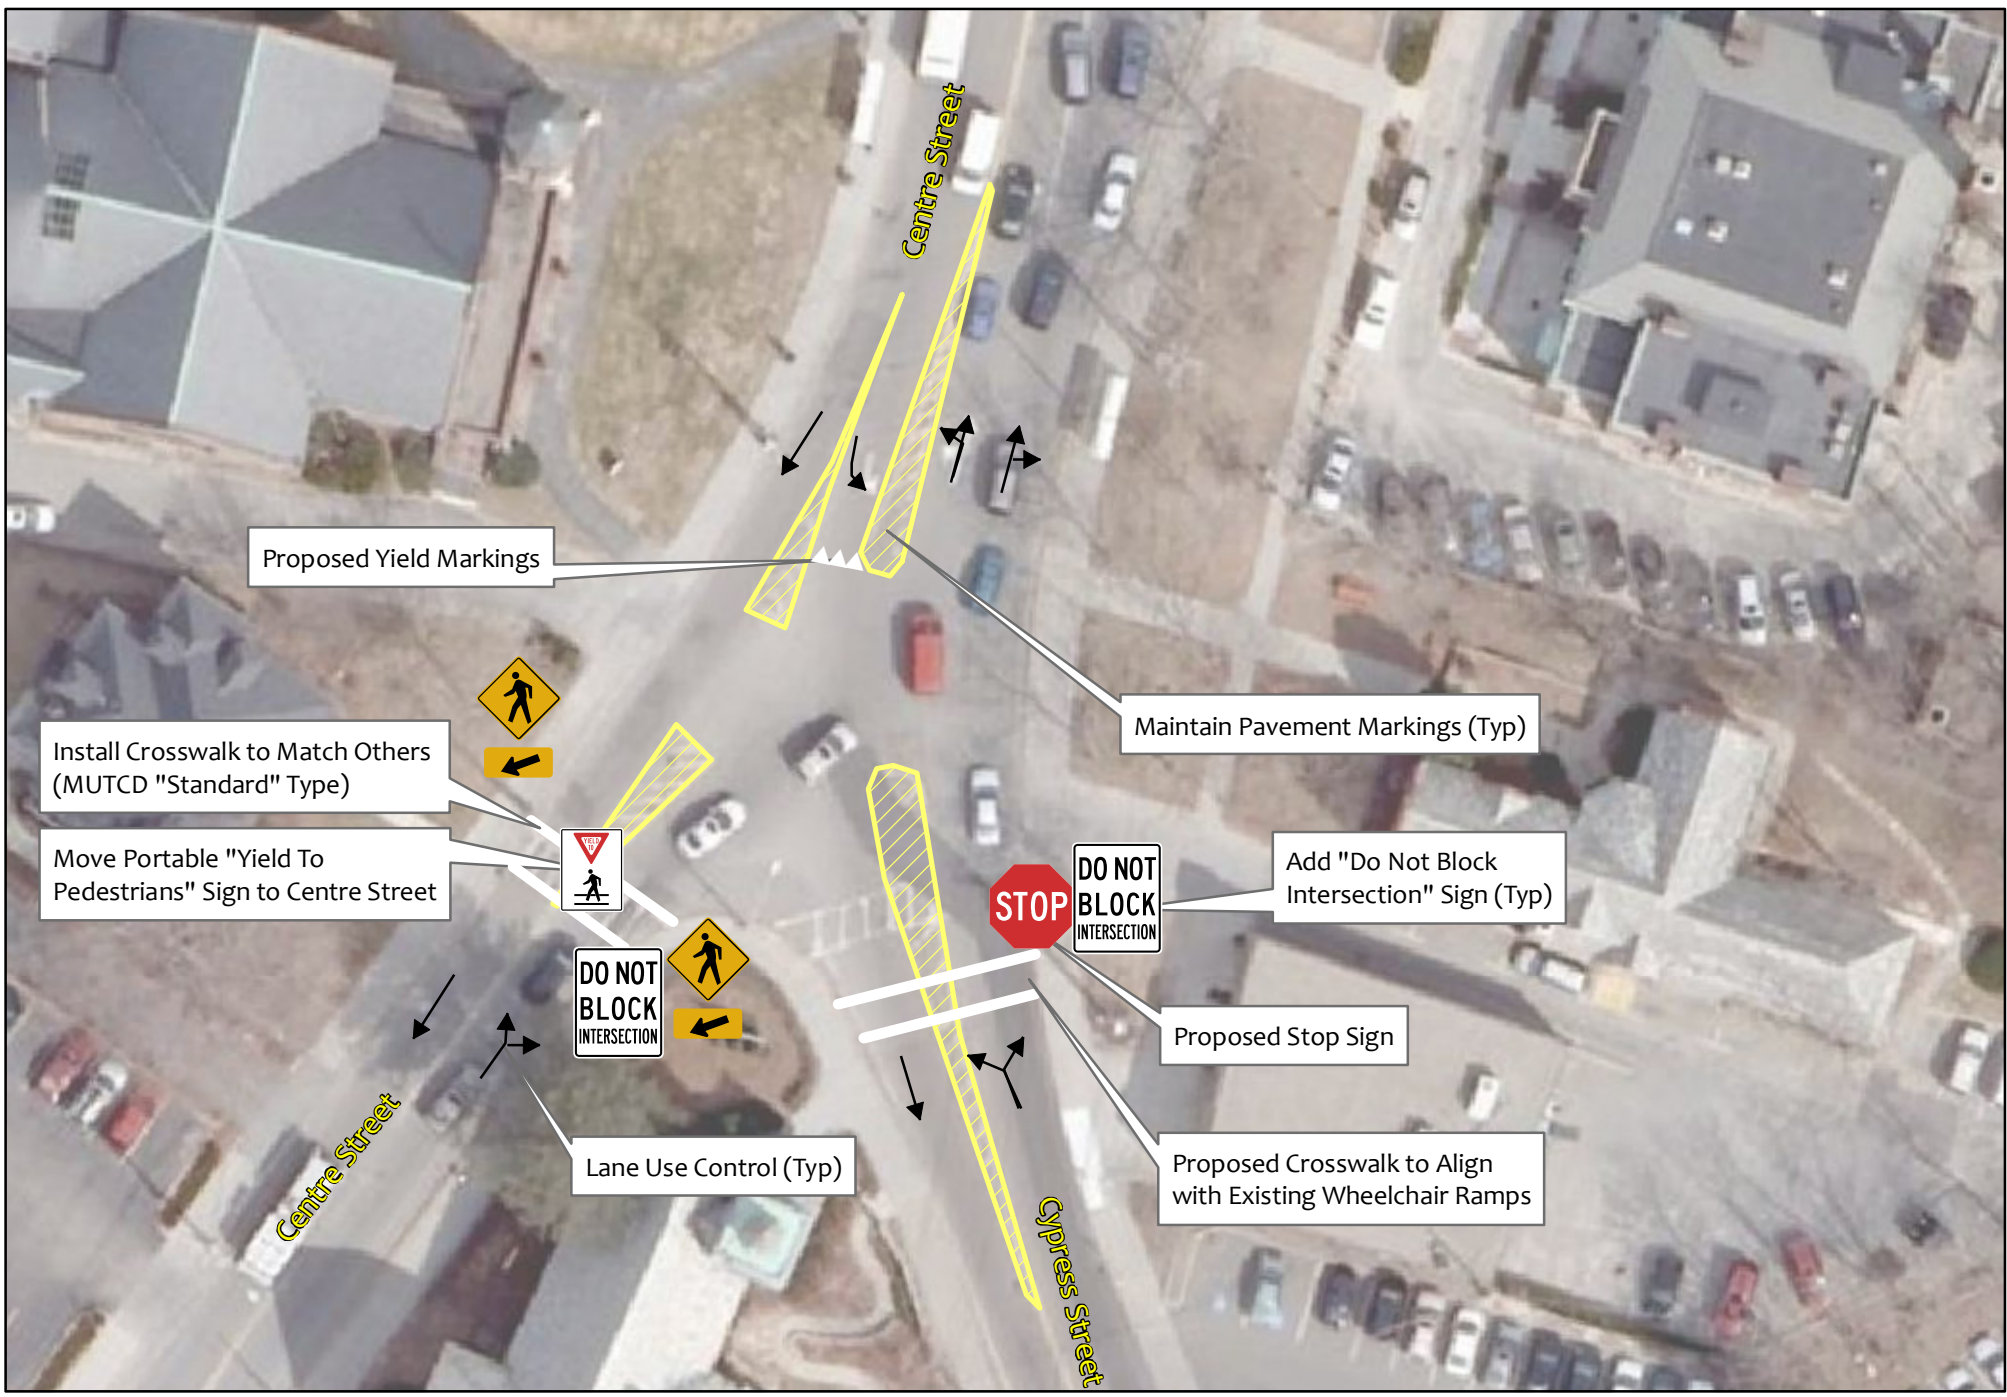 Centre Street
Proposed Yield Markings
Maintain Pavement Markings (Typ)
Install Crosswalk to Match Others
(MUTCD "Standard" Type)
Move Portable "Yield To
Pedestrians" Sign to Centre Street
YIELD
TO
STOP
DO NOT
BLOCK
INTERSECTION
Add "Do Not Block
Intersection" Sign (Typ)
DO NOT
BLOCK
INTERSECTION
Proposed Stop Sign
Centre Street
Lane Use Control (Typ)
Proposed Crosswalk to Align
with Existing Wheelchair Ramps
Cypress Street